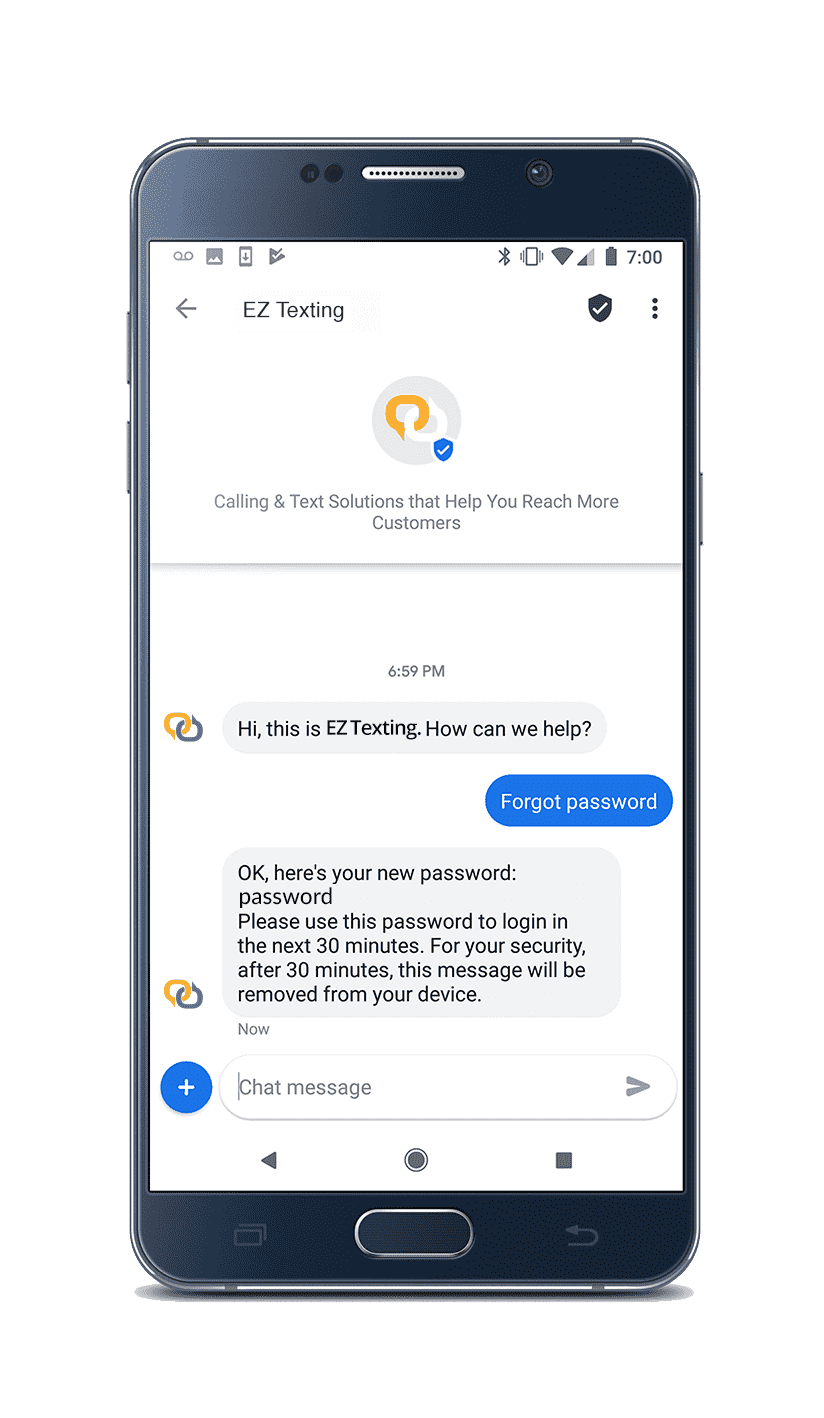 7:00
EZ Texting
Calling & Text Solutions that Help You Reach More
Customers
6:59 PM
Hi, this is EZ Texting. How can we help?
Forgot password
OK, here's your new password:
password
Please use this password to login in
the next 30 minutes. For your security,
after 30 minutes, this message will be
removed from your device.
Now
Chat message